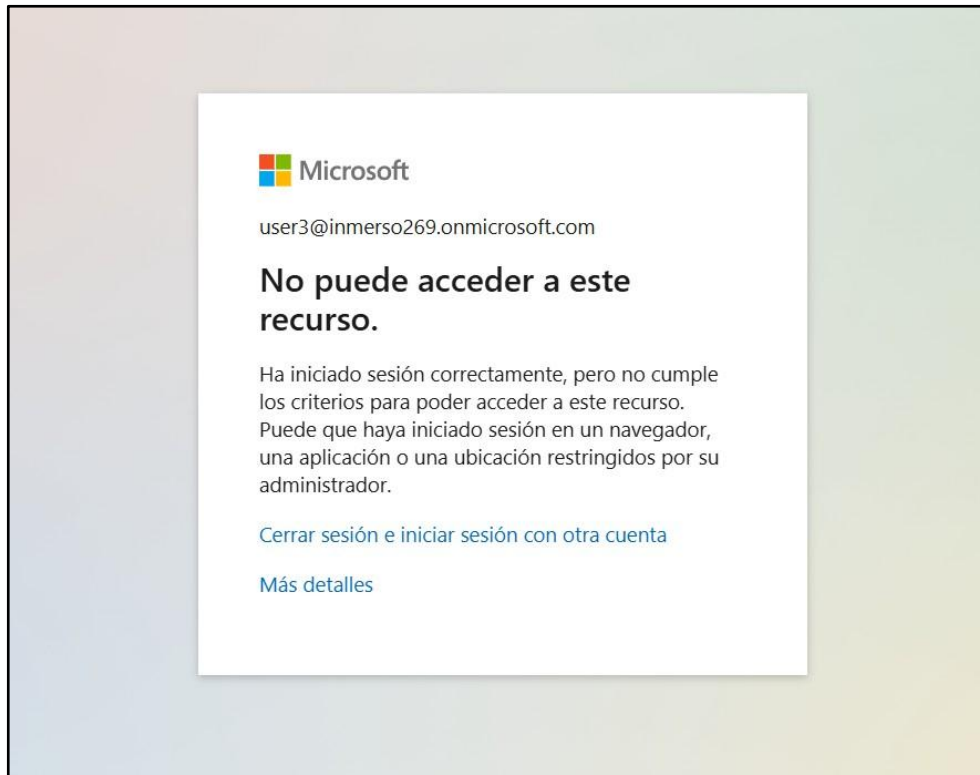 Microsoft
user3@inmerso269.onmicrosoft.com
No puede acceder a este
recurso.
Ha iniciado sesión correctamente, pero no cumple
los criterios para poder acceder a este recurso.
Puede que haya iniciado sesión en un navegador,
una aplicación o una ubicación restringidos por su
administrador.
Cerrar sesión e iniciar sesión con otra cuenta
Más detalles